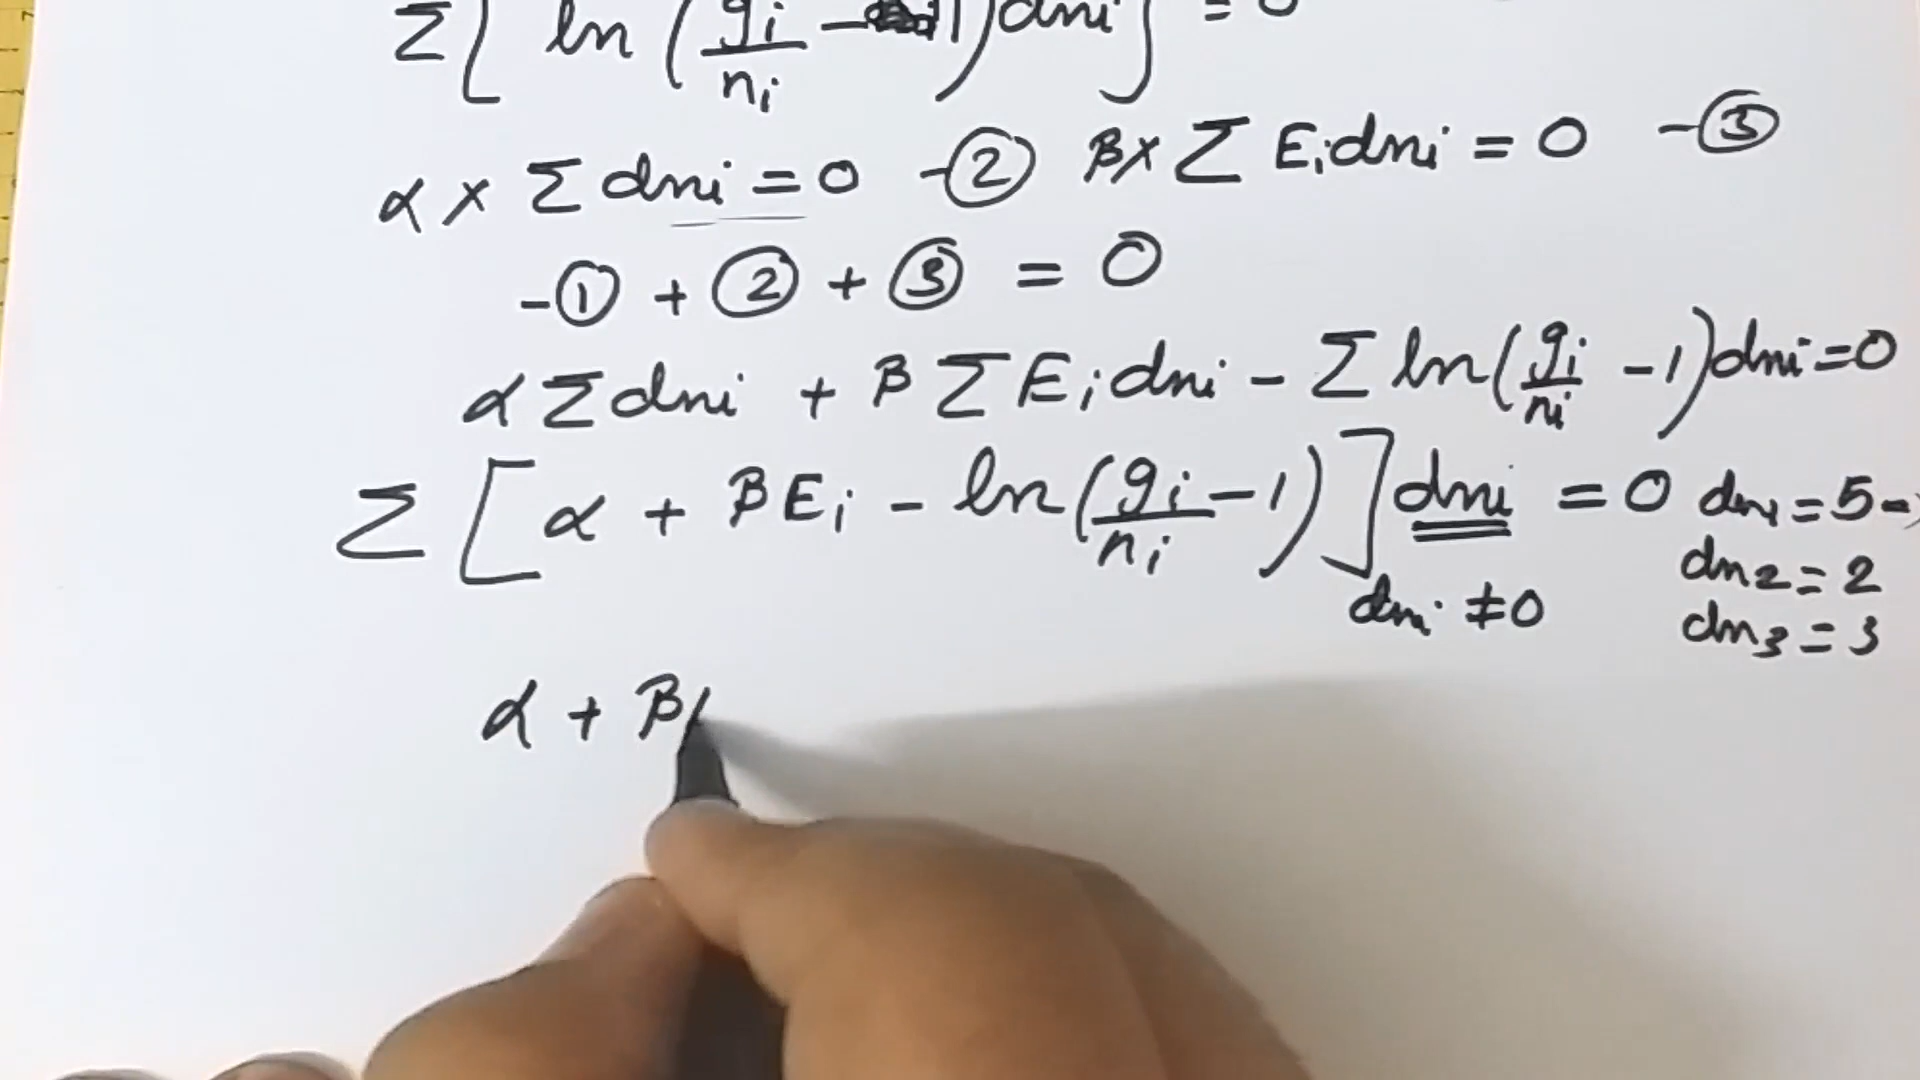 Σ[ ln (gi/ni - 1) dni ] = 0
α × Σ dni = 0 - ② β × Σ Ei dni = 0 - ③
- ① + ② + ③ = 0
α Σ dni + β Σ Ei dni - Σ ln (gi/ni - 1) dni = 0
Σ [ α + β Ei - ln (gi/ni - 1) ] dni = 0 dn1 = 5
dn2 = 2
dni ≠ 0 dn3 = 3
α + β